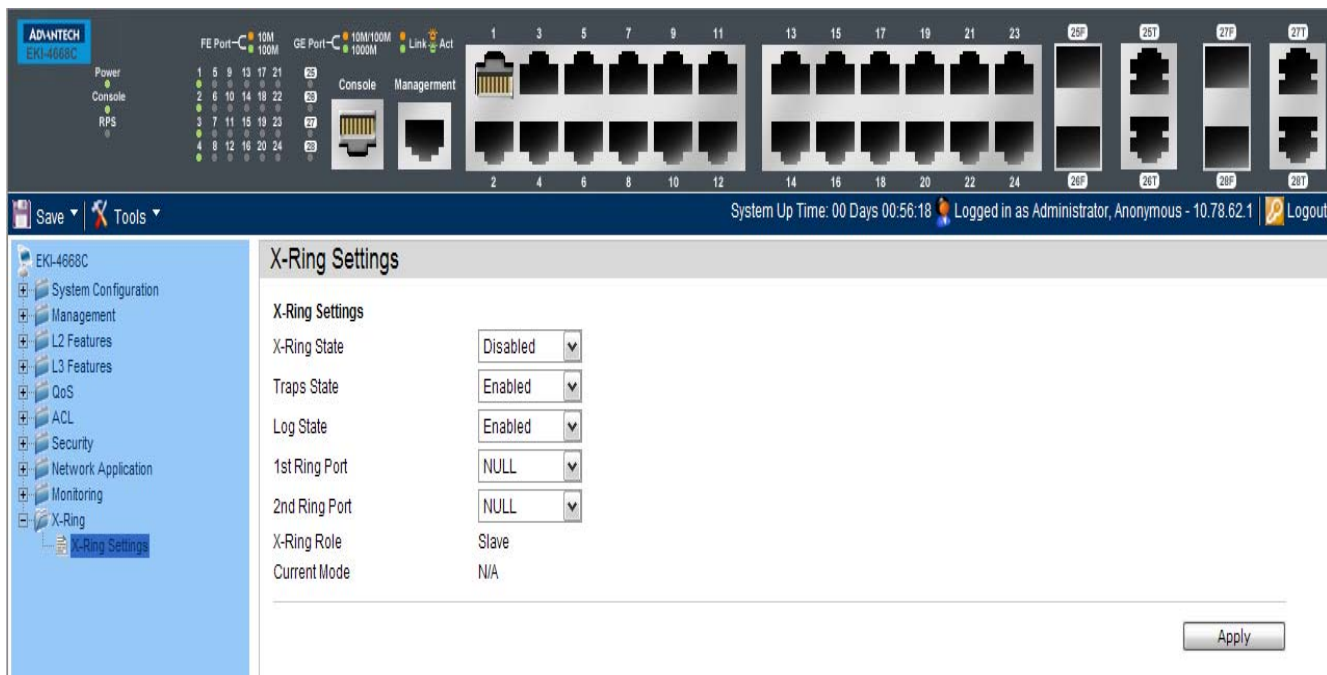 ADVANTECH
EKI-4668C
Power
Console
RPS
FE Port 10M
100M
GE Port 10M/100M
1000M
Link Act
1 5 9 13 17 21 25
2 6 10 14 18 22 26
3 7 11 15 19 23 27
4 8 12 16 20 24 28
Console
Managerment
1 3 5 7 9 11 13 15 17 19 21 23 25F 25T 27F 27T
2 4 6 8 10 12 14 16 18 20 22 24 26F 26T 28F 28T
Save Tools System Up Time: 00 Days 00:56:18 Logged in as Administrator, Anonymous - 10.78.62.1 Logout
EKI-4668C
System Configuration
Management
L2 Features
L3 Features
QoS
ACL
Security
Network Application
Monitoring
X-Ring
X-Ring Settings
X-Ring Settings
X-Ring Settings
X-Ring State Disabled
Traps State Enabled
Log State Enabled
1st Ring Port NULL
2nd Ring Port NULL
X-Ring Role Slave
Current Mode N/A
Apply